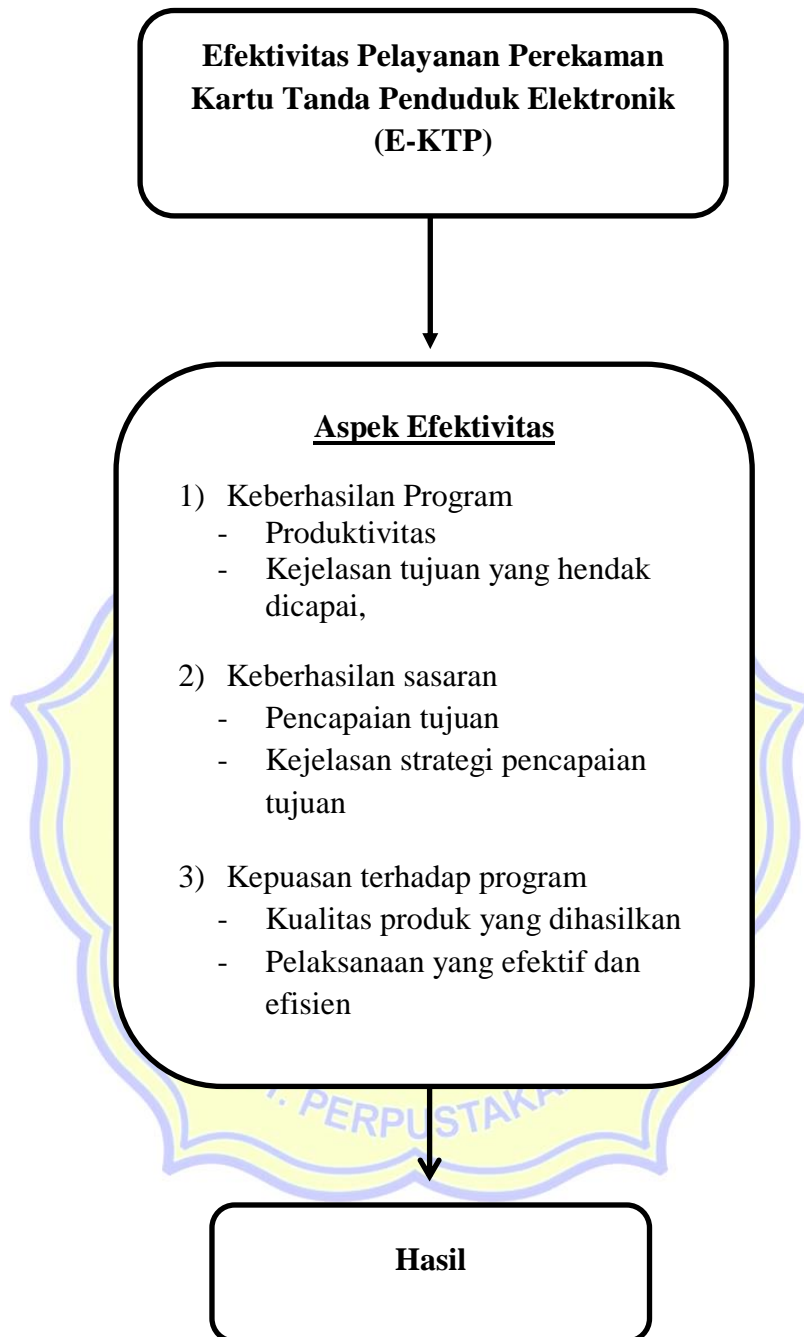 Efektivitas Pelayanan Perekaman
Kartu Tanda Penduduk Elektronik
(E-KTP)
Aspek Efektivitas
1) Keberhasilan Program
- Produktivitas
- Kejelasan tujuan yang hendak
dicapai,
2) Keberhasilan sasaran
- Pencapaian tujuan
- Kejelasan strategi pencapaian
tujuan
3) Kepuasan terhadap program
- Kualitas produk yang dihasilkan
- Pelaksanaan yang efektif dan
efisien
PERPUSTAKA
Hasil